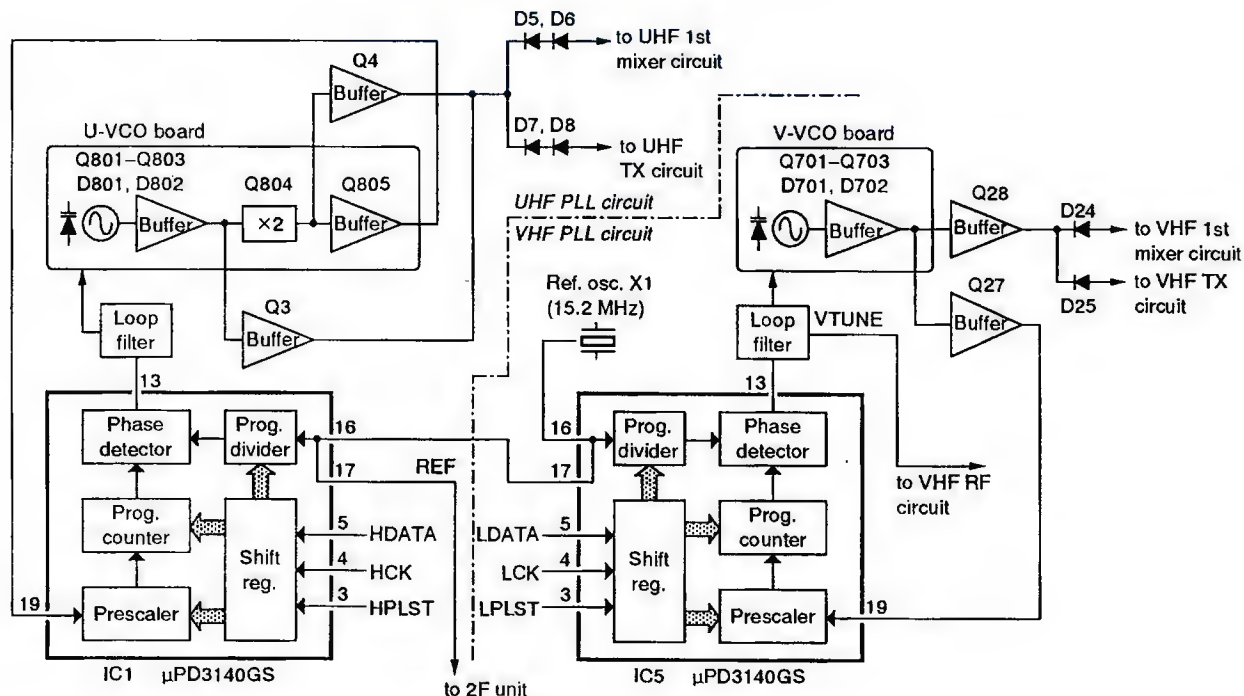 D5, D6
to UHF 1st
mixer circuit
Q4
Buffer
D7, D8
to UHF
TX circuit
U-VCO board
Q801–Q803
D801, D802
Q804
Q805
Buffer
×2
Buffer
UHF PLL circuit
VHF PLL circuit
V-VCO board
Q701–Q703
D701, D702
Buffer
Q28
Buffer
D24
to VHF 1st
mixer circuit
to VHF TX
circuit
D25
Q27
Buffer
Q3
Buffer
Loop
filter
Ref. osc. X1
(15.2 MHz)
Loop
filter
VTUNE
13
Phase
detector
Prog.
divider
16
17
REF
Prog.
counter
Shift
reg.
5
HDATA
4
HCK
3
HPLST
19
Prescaler
IC1 µPD3140GS
to 2F unit
13
16
Prog.
divider
Phase
detector
17
to VHF RF
circuit
LDATA
5
LCK
4
LPLST
3
Shift
reg.
Prog.
counter
Prescaler
19
IC5 µPD3140GS